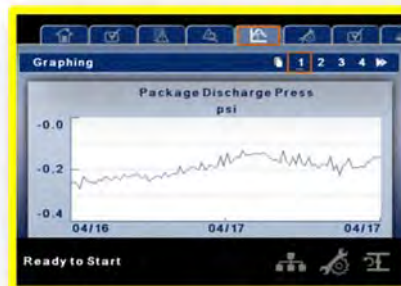 Graphing 1 2 3 4
Package Discharge Press
psi
-0.0
-0.2
-0.4
04/16 04/17 04/17
Ready to Start